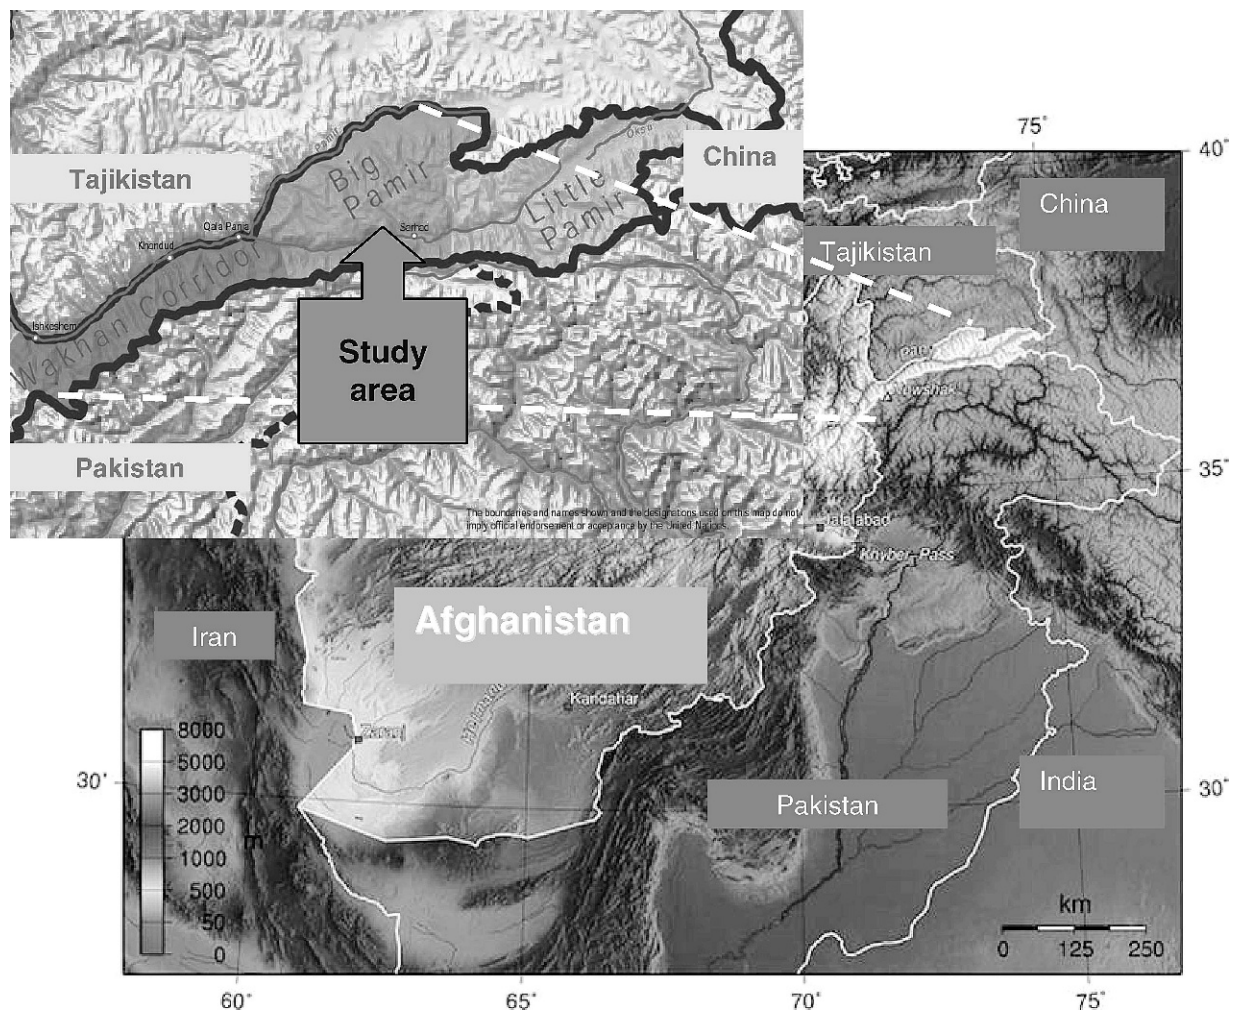 75°
40°
Tajikistan
Pamir
Big
Pamir
Oksu
China
China
Little
Pamir
Qala Panja
Sarhad
Khandud
Tajikistan
Wakhan Corridor
Ishkeshem
Study
area
Pakistan
35°
The boundaries and names shown and the designations used on this map do not
imply official endorsement or acceptance by the United Nations.
Jalalabad
Khyber Pass
Afghanistan
Iran
Kandahar
Zaranj
8000
5000
3000
2000
1000
500
50
0
m
30°
Pakistan
India
30°
km
0 125 250
60° 65° 70° 75°